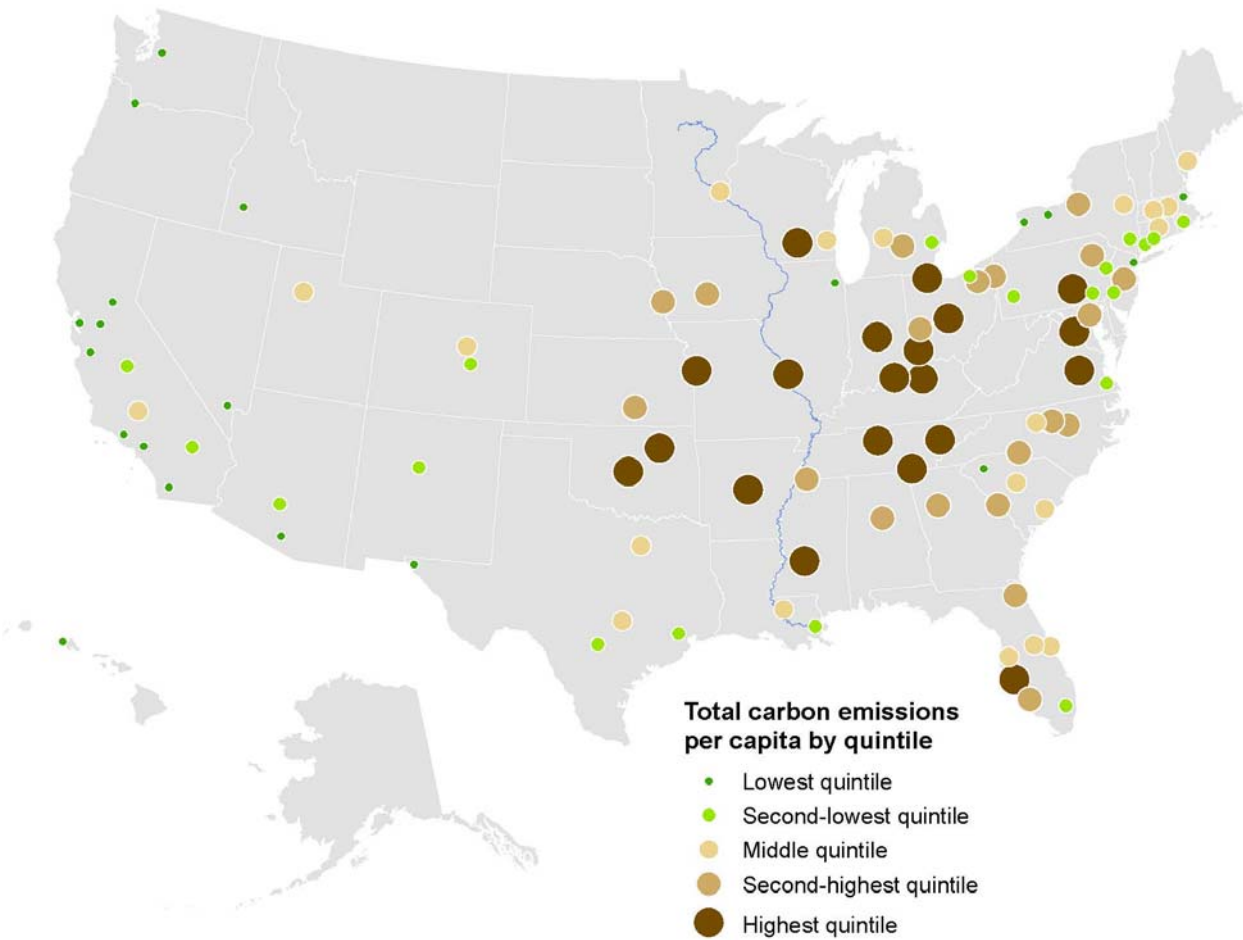 Total carbon emissions
per capita by quintile
Lowest quintile
Second-lowest quintile
Middle quintile
Second-highest quintile
Highest quintile